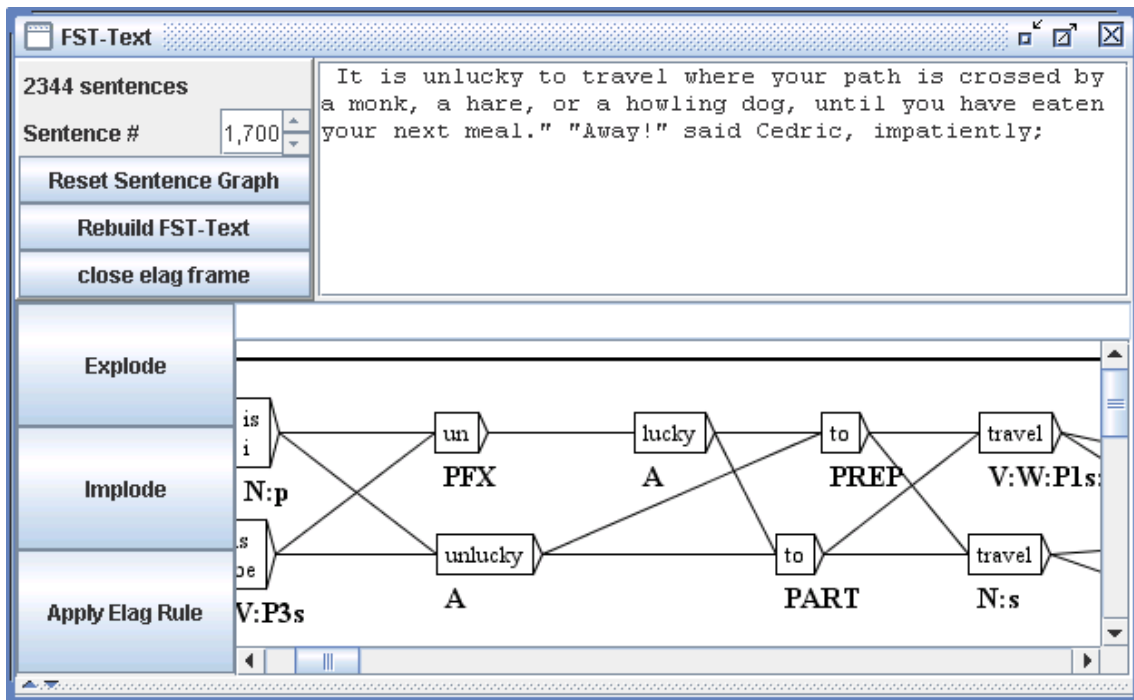 FST-Text
2344 sentences
Sentence # 1,700
Reset Sentence Graph
Rebuild FST-Text
close elag frame
It is unlucky to travel where your path is crossed by
a monk, a hare, or a howling dog, until you have eaten
your next meal." "Away!" said Cedric, impatiently;
Explode
Implode
Apply Elag Rule
is un lucky to travel
i
N:p PFX A PREP V:W:P1s:
.s unlucky to travel
be
V:P3s A PART N:s